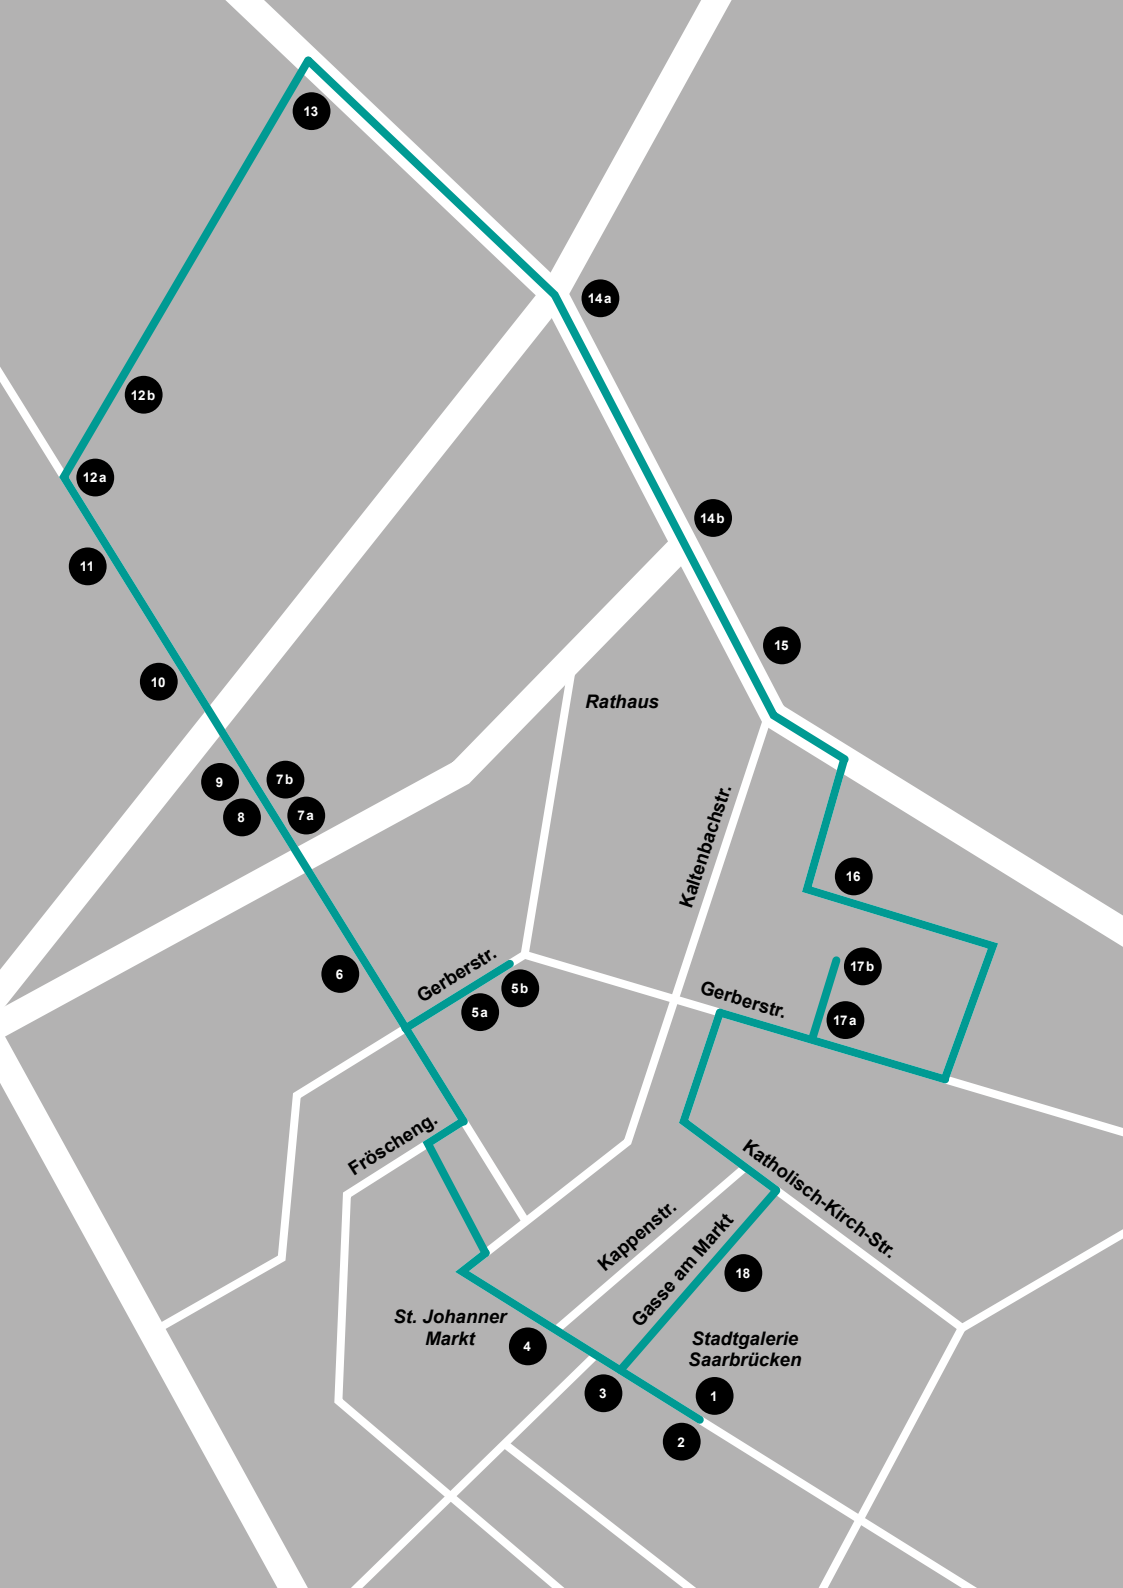 13
14a
12b
12a
14b
11
15
10
Rathaus
9
7b
8
7a
Kaltenbachstr.
16
6
Gerberstr.
5b
5a
Gerberstr.
17b
17a
Fröscheng.
Katholisch-Kirch-Str.
Kappenstr.
Gasse am Markt
18
St. Johanner
Markt
4
Stadtgalerie
Saarbrücken
3
1
2